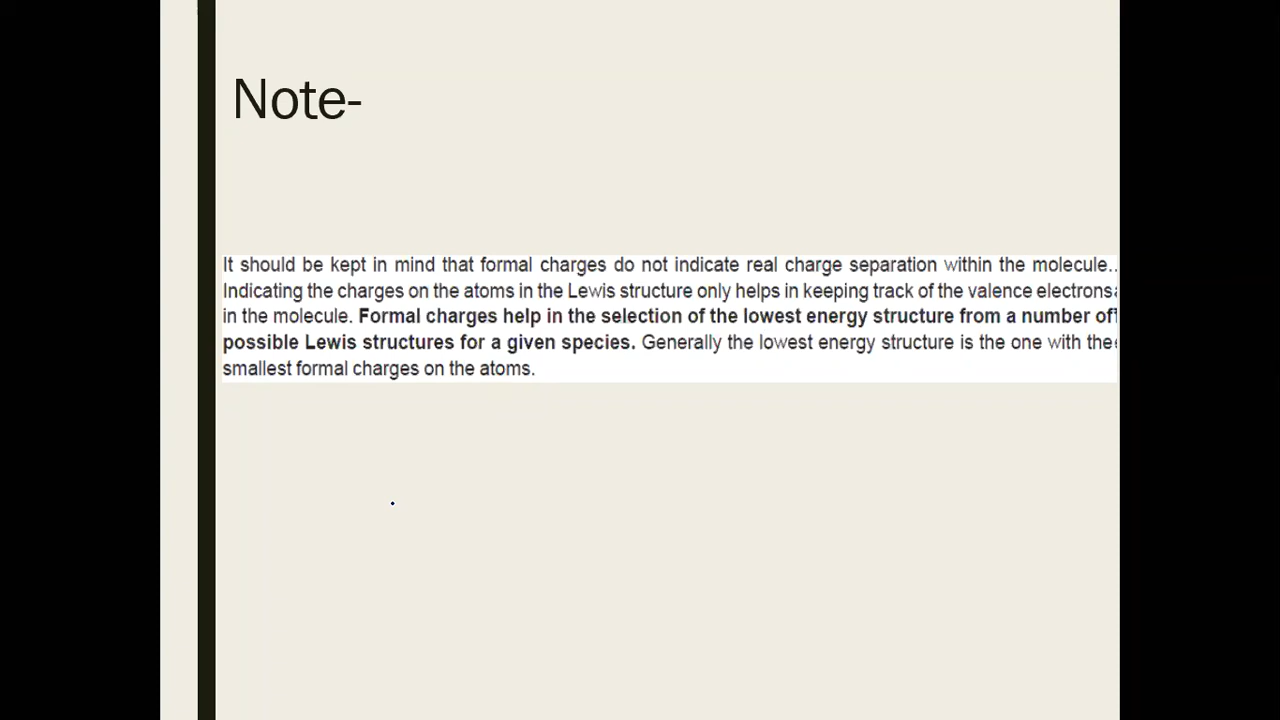 Note-
It should be kept in mind that formal charges do not indicate real charge separation within the molecule..
Indicating the charges on the atoms in the Lewis structure only helps in keeping track of the valence electrons
in the molecule. Formal charges help in the selection of the lowest energy structure from a number of
possible Lewis structures for a given species. Generally the lowest energy structure is the one with the
smallest formal charges on the atoms.